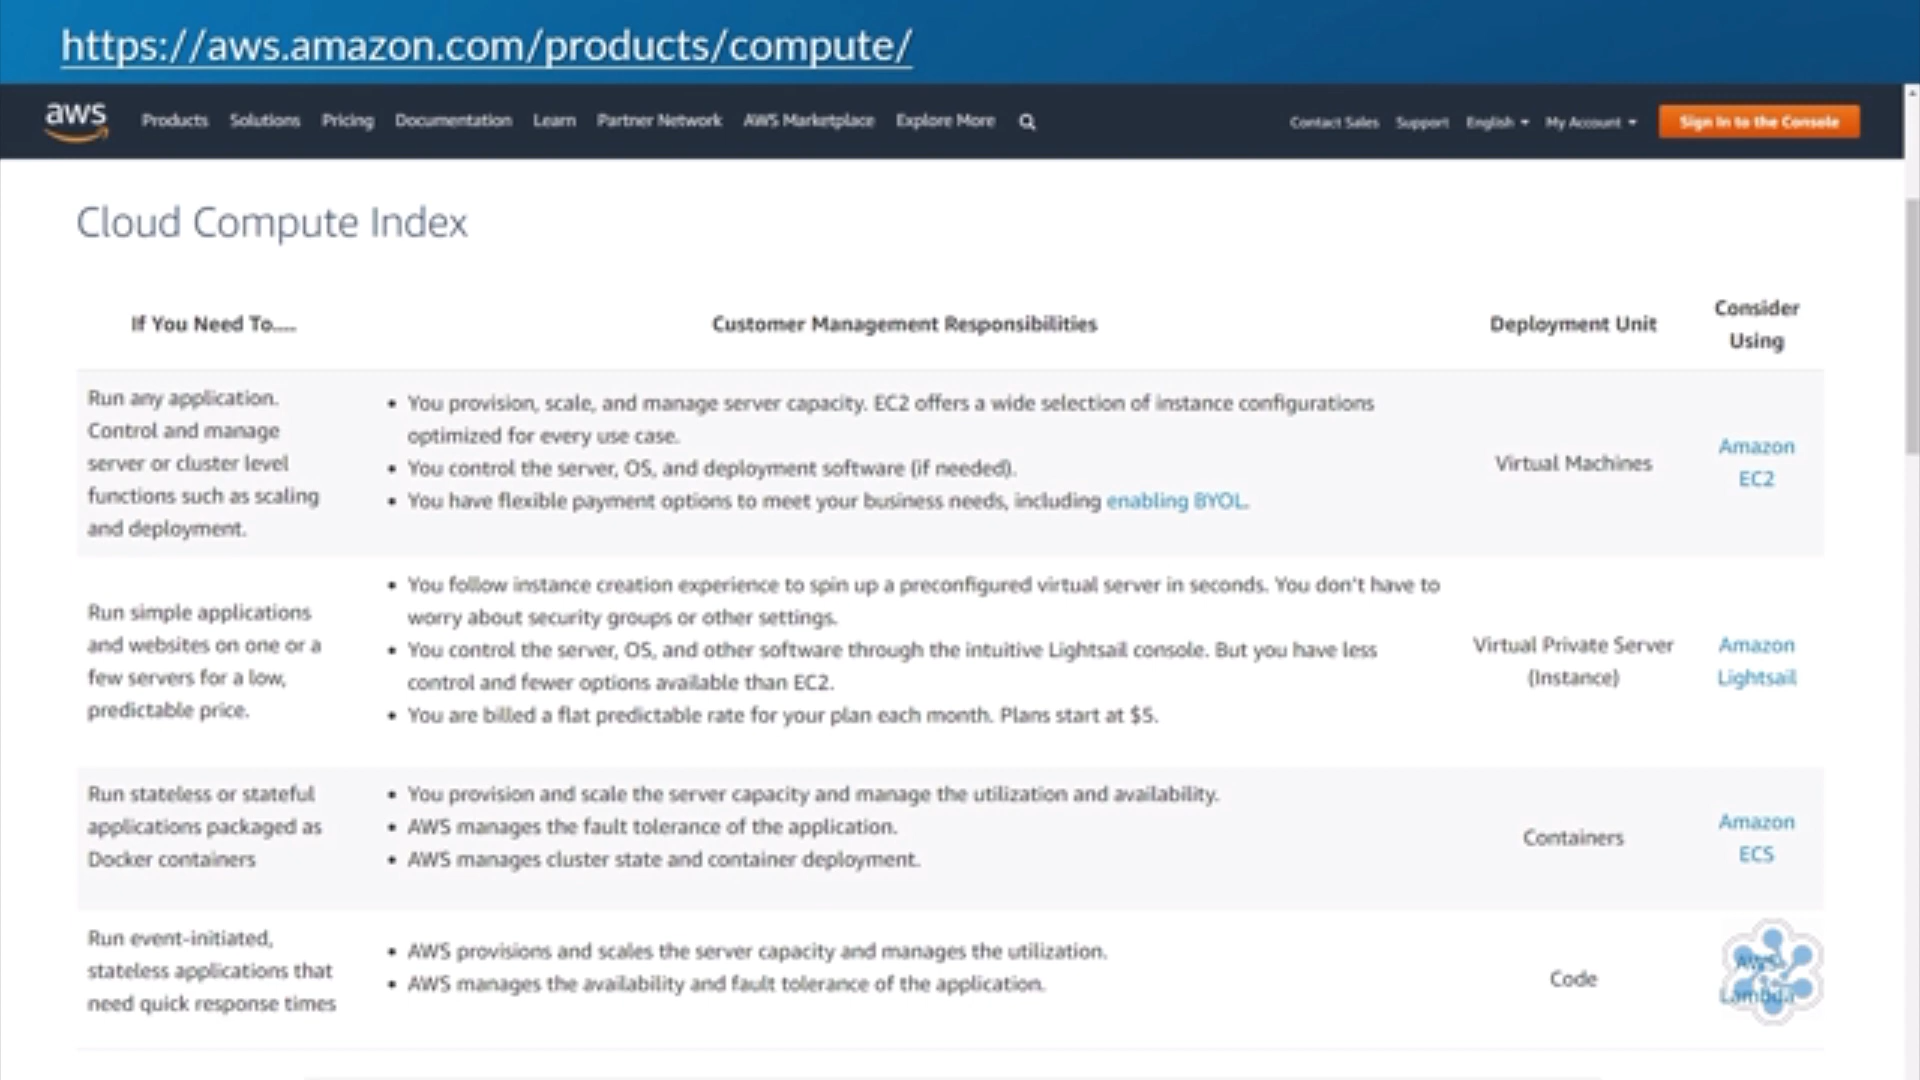 https://aws.amazon.com/products/compute/
aws Products Solutions Pricing Documentation Learn Partner Network AWS Marketplace Explore More Contact Sales Support English My Account Sign In to the Console
Cloud Compute Index
If You Need To.... Customer Management Responsibilities Deployment Unit Consider
Using
Run any application.
Control and manage
server or cluster level
functions such as scaling
and deployment.
• You provision, scale, and manage server capacity. EC2 offers a wide selection of instance configurations
optimized for every use case.
• You control the server, OS, and deployment software (if needed).
• You have flexible payment options to meet your business needs, including enabling BYOL.
Virtual Machines
Amazon
EC2
Run simple applications
and websites on one or a
few servers for a low,
predictable price.
• You follow instance creation experience to spin up a preconfigured virtual server in seconds. You don't have to
worry about security groups or other settings.
• You control the server, OS, and other software through the intuitive Lightsail console. But you have less
control and fewer options available than EC2.
• You are billed a flat predictable rate for your plan each month. Plans start at $5.
Virtual Private Server
(Instance)
Amazon
Lightsail
Run stateless or stateful
applications packaged as
Docker containers
• You provision and scale the server capacity and manage the utilization and availability.
• AWS manages the fault tolerance of the application.
• AWS manages cluster state and container deployment.
Containers
Amazon
ECS
Run event-initiated,
stateless applications that
need quick response times
• AWS provisions and scales the server capacity and manages the utilization.
• AWS manages the availability and fault tolerance of the application.
Code
AWS
Lambda